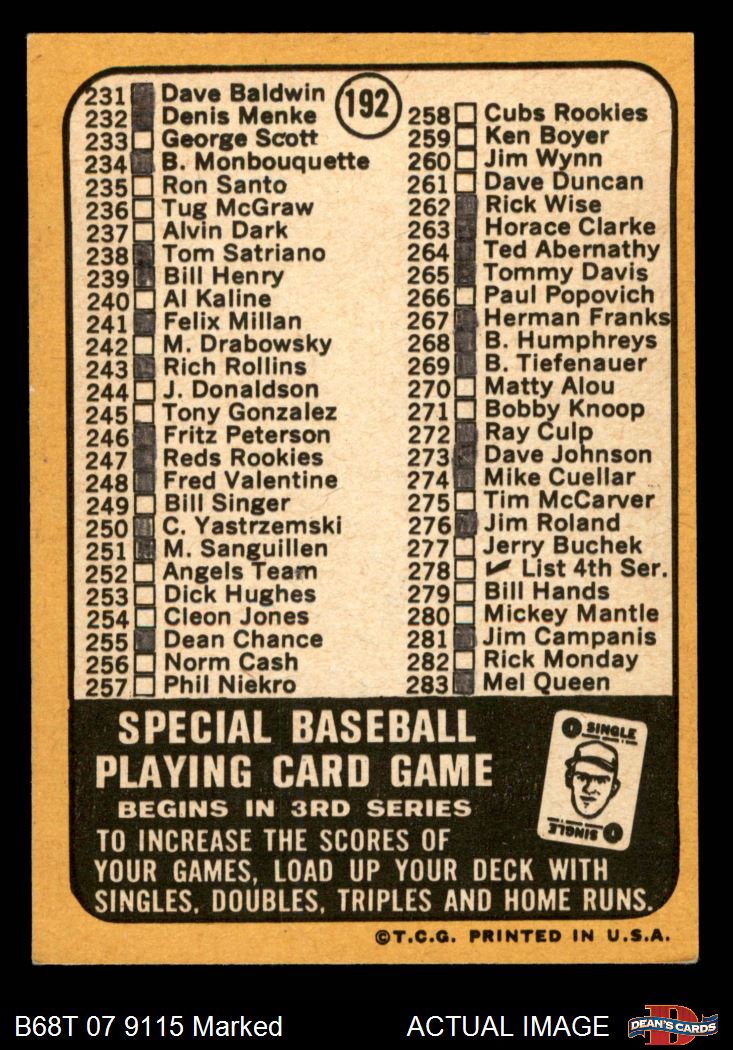 192
231 Dave Baldwin
232 Denis Menke
233 George Scott
234 B. Monbouquette
235 Ron Santo
236 Tug McGraw
237 Alvin Dark
238 Tom Satriano
239 Bill Henry
240 Al Kaline
241 Felix Millan
242 M. Drabowsky
243 Rich Rollins
244 J. Donaldson
245 Tony Gonzalez
246 Fritz Peterson
247 Reds Rookies
248 Fred Valentine
249 Bill Singer
250 C. Yastrzemski
251 M. Sanguillen
252 Angels Team
253 Dick Hughes
254 Cleon Jones
255 Dean Chance
256 Norm Cash
257 Phil Niekro
258 Cubs Rookies
259 Ken Boyer
260 Jim Wynn
261 Dave Duncan
262 Rick Wise
263 Horace Clarke
264 Ted Abernathy
265 Tommy Davis
266 Paul Popovich
267 Herman Franks
268 B. Humphreys
269 B. Tiefenauer
270 Matty Alou
271 Bobby Knoop
272 Ray Culp
273 Dave Johnson
274 Mike Cuellar
275 Tim McCarver
276 Jim Roland
277 Jerry Buchek
278 ✔ List 4th Ser.
279 Bill Hands
280 Mickey Mantle
281 Jim Campanis
282 Rick Monday
283 Mel Queen
SPECIAL BASEBALL
PLAYING CARD GAME
BEGINS IN 3RD SERIES
TO INCREASE THE SCORES OF
YOUR GAMES, LOAD UP YOUR DECK WITH
SINGLES, DOUBLES, TRIPLES AND HOME RUNS.
SINGLE
SINGLE
©T.C.G. PRINTED IN U.S.A.
B68T 07 9115 Marked
ACTUAL IMAGE
DEAN'S CARDS